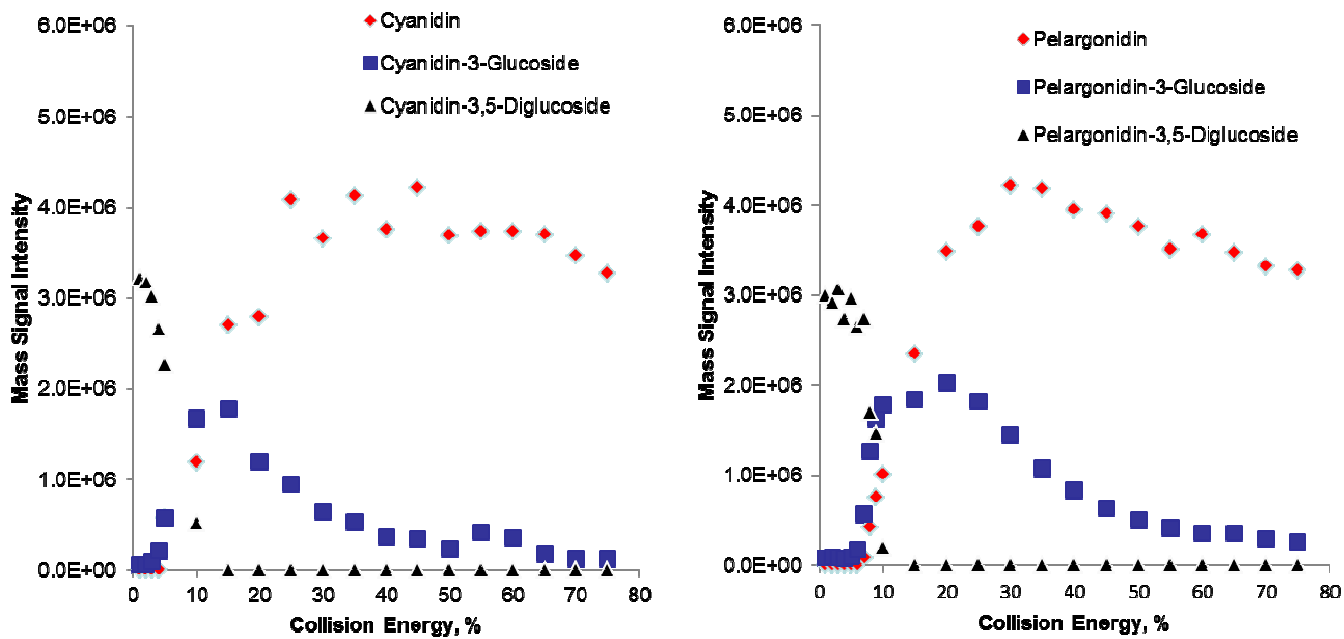 6.0E+06
5.0E+06
4.0E+06
3.0E+06
2.0E+06
1.0E+06
0.0E+00
Mass Signal Intensity
Cyanidin
Cyanidin-3-Glucoside
Cyanidin-3,5-Diglucoside
0 10 20 30 40 50 60 70 80
Collision Energy, %
6.0E+06
5.0E+06
4.0E+06
3.0E+06
2.0E+06
1.0E+06
0.0E+00
Mass Signal Intensity
Pelargonidin
Pelargonidin-3-Glucoside
Pelargonidin-3,5-Diglucoside
0 10 20 30 40 50 60 70 80
Collision Energy, %